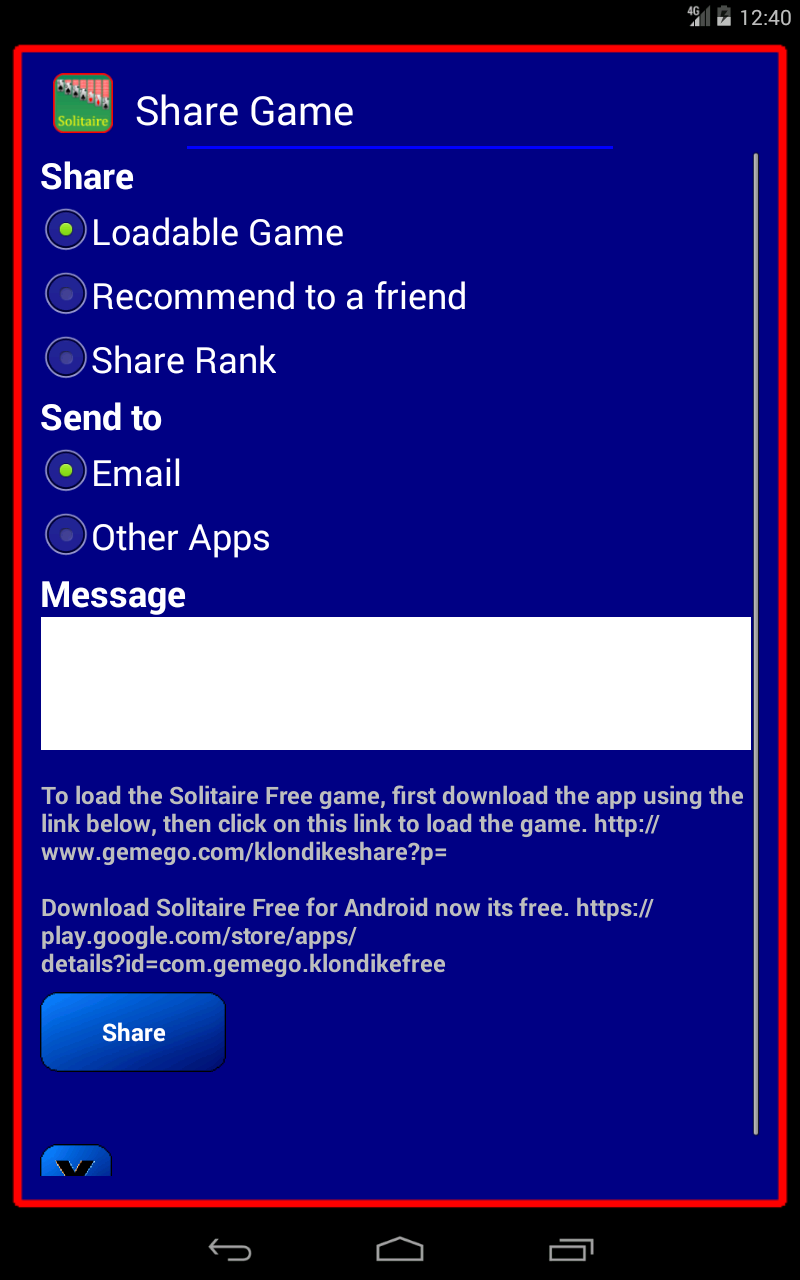 4G 12:40
Solitaire
Share Game
Share
Loadable Game
Recommend to a friend
Share Rank
Send to
Email
Other Apps
Message
To load the Solitaire Free game, first download the app using the
link below, then click on this link to load the game. http://
www.gemego.com/klondikeshare?p=
Download Solitaire Free for Android now its free. https://
play.google.com/store/apps/
details?id=com.gemego.klondikefree
Share